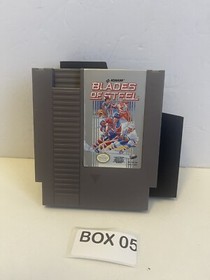 KONAMI
BLADES OF STEEL
BOX 05